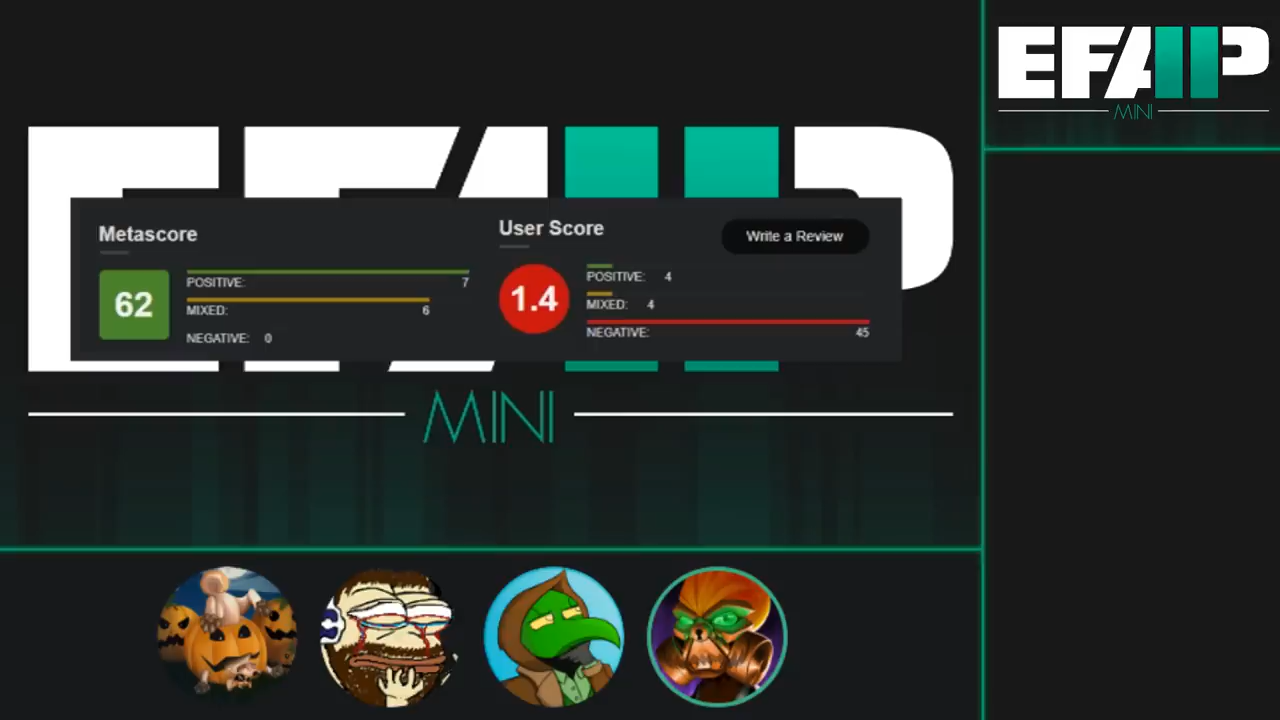 EFAP
MINI
Metascore
62
POSITIVE: 7
MIXED: 6
NEGATIVE: 0
User Score
Write a Review
1.4
POSITIVE: 4
MIXED: 4
NEGATIVE: 45
MINI